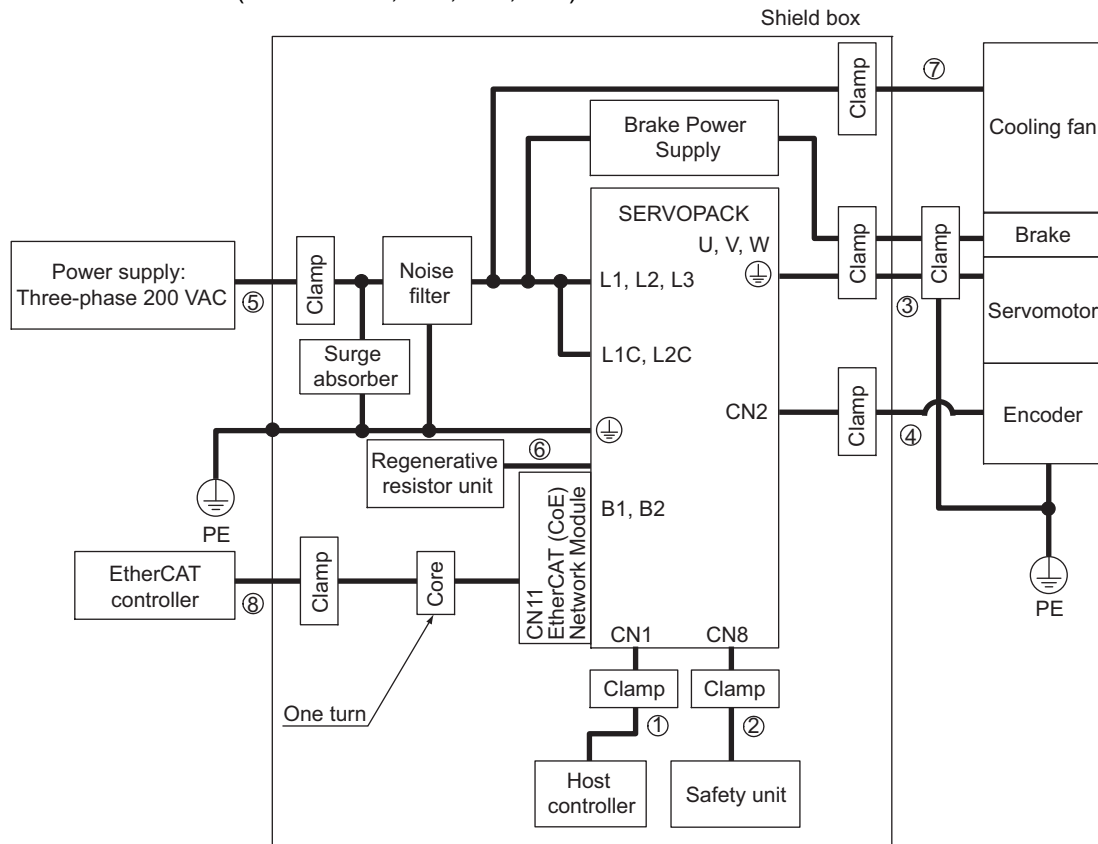 Shield box
⑦
Clamp
Cooling fan
Brake Power
Supply
SERVOPACK
U, V, W
Clamp
Clamp
Brake
Power supply:
Three-phase 200 VAC
⑤
Clamp
Noise
filter
L1, L2, L3
③
Servomotor
Surge
absorber
L1C, L2C
CN2
Clamp
④
Encoder
⑥
Regenerative
resistor unit
B1, B2
PE
EtherCAT
controller
⑧
Clamp
Core
CN11
EtherCAT (CoE)
Network Module
PE
CN1
CN8
Clamp
Clamp
One turn
①
②
Host
controller
Safety unit